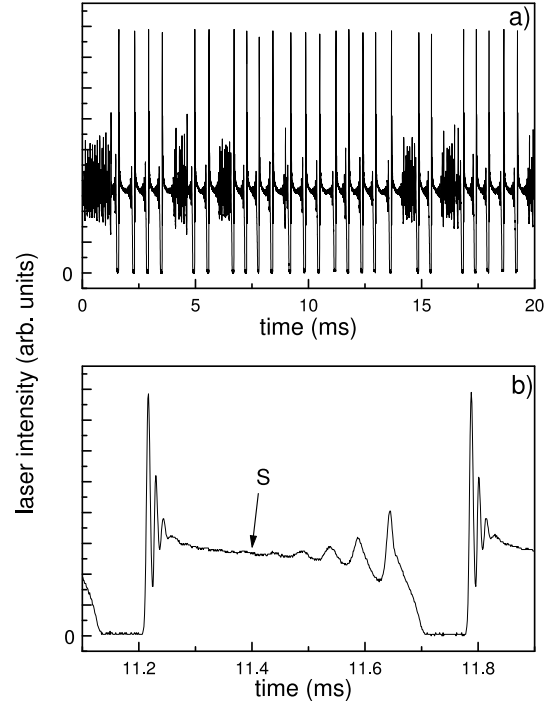 a)
0
0 5 10 15 20
time (ms)
laser intensity (arb. units)
b)
S
0
11.2 11.4 11.6 11.8
time (ms)